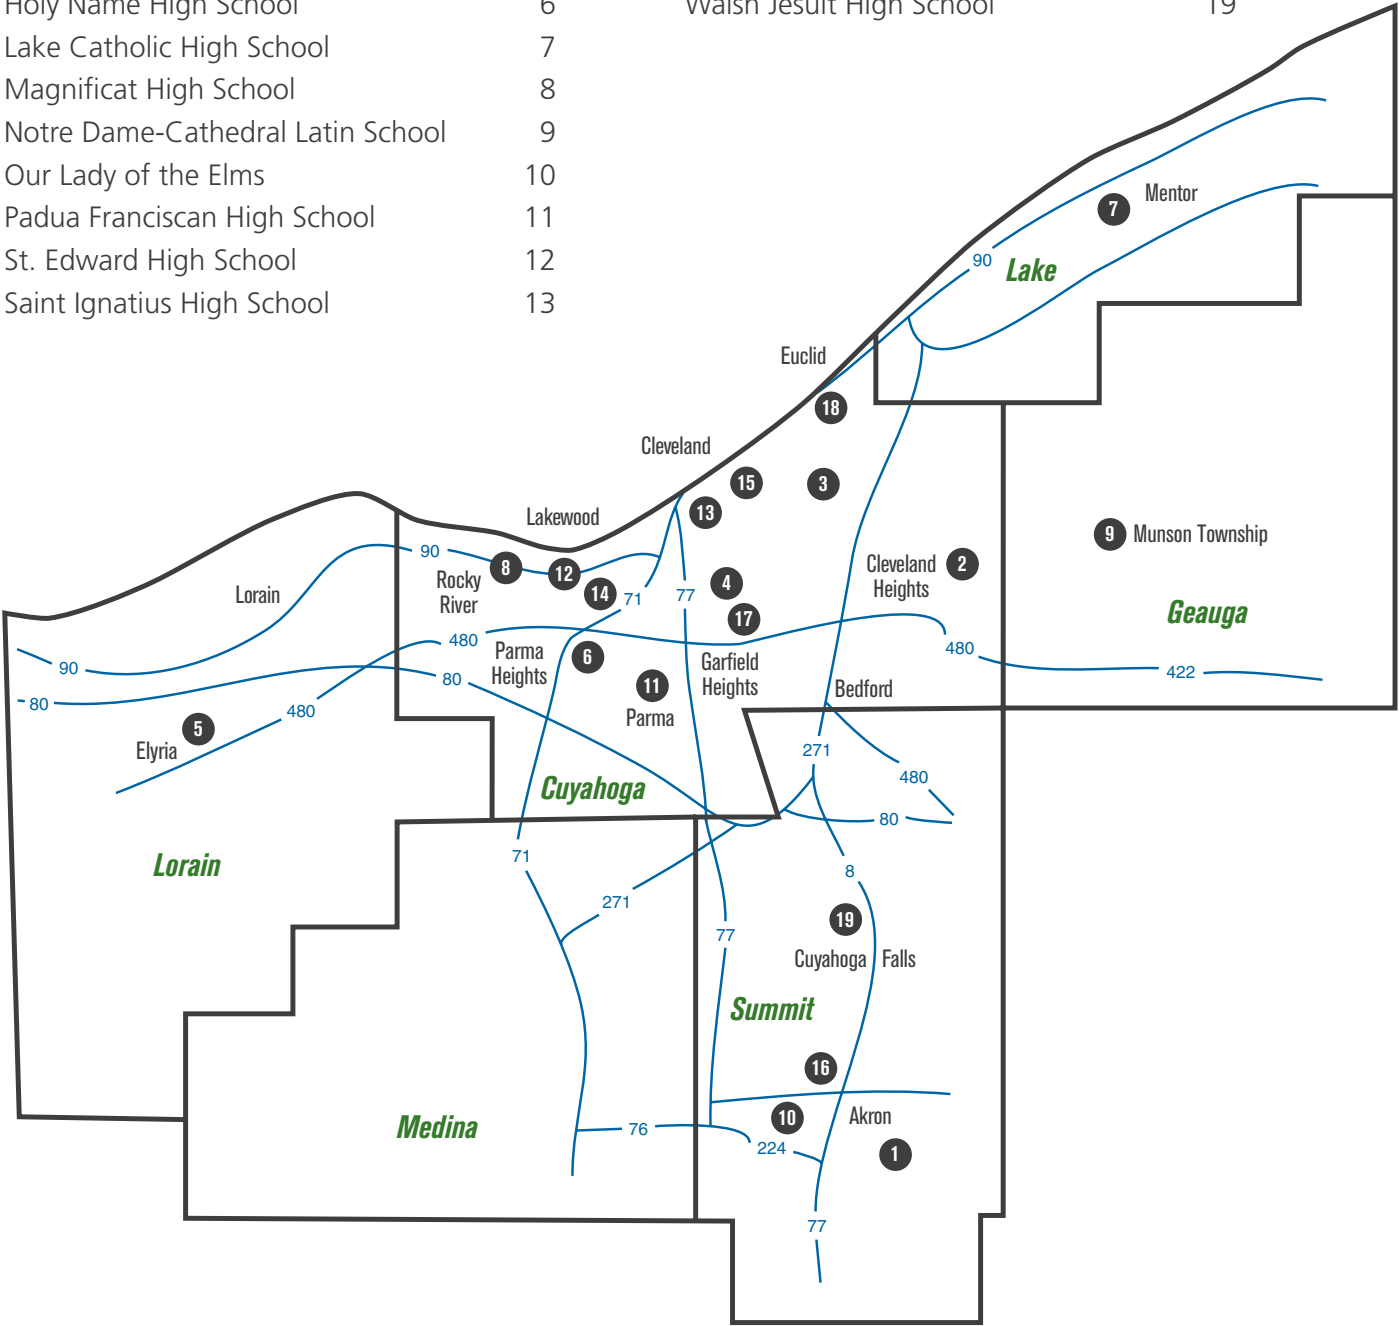 Holy Name High School 6
Walsh Jesuit High School 19
Lake Catholic High School 7
Magnificat High School 8
Notre Dame-Cathedral Latin School 9
Our Lady of the Elms 10
Padua Franciscan High School 11
St. Edward High School 12
Saint Ignatius High School 13
7 Mentor
90
Lake
Euclid
18
Cleveland
15
3
13
Lakewood
9 Munson Township
90
8
12
Rocky
River
14
71
77
4
17
Cleveland
Heights
2
Lorain
Geauga
480
Parma
Heights
6
Garfield
Heights
480
90
422
80
11
Parma
Bedford
80
480
5
Elyria
271
480
Cuyahoga
80
71
Lorain
8
271
19
77
Cuyahoga Falls
Summit
16
10
Akron
Medina
76
224
1
77